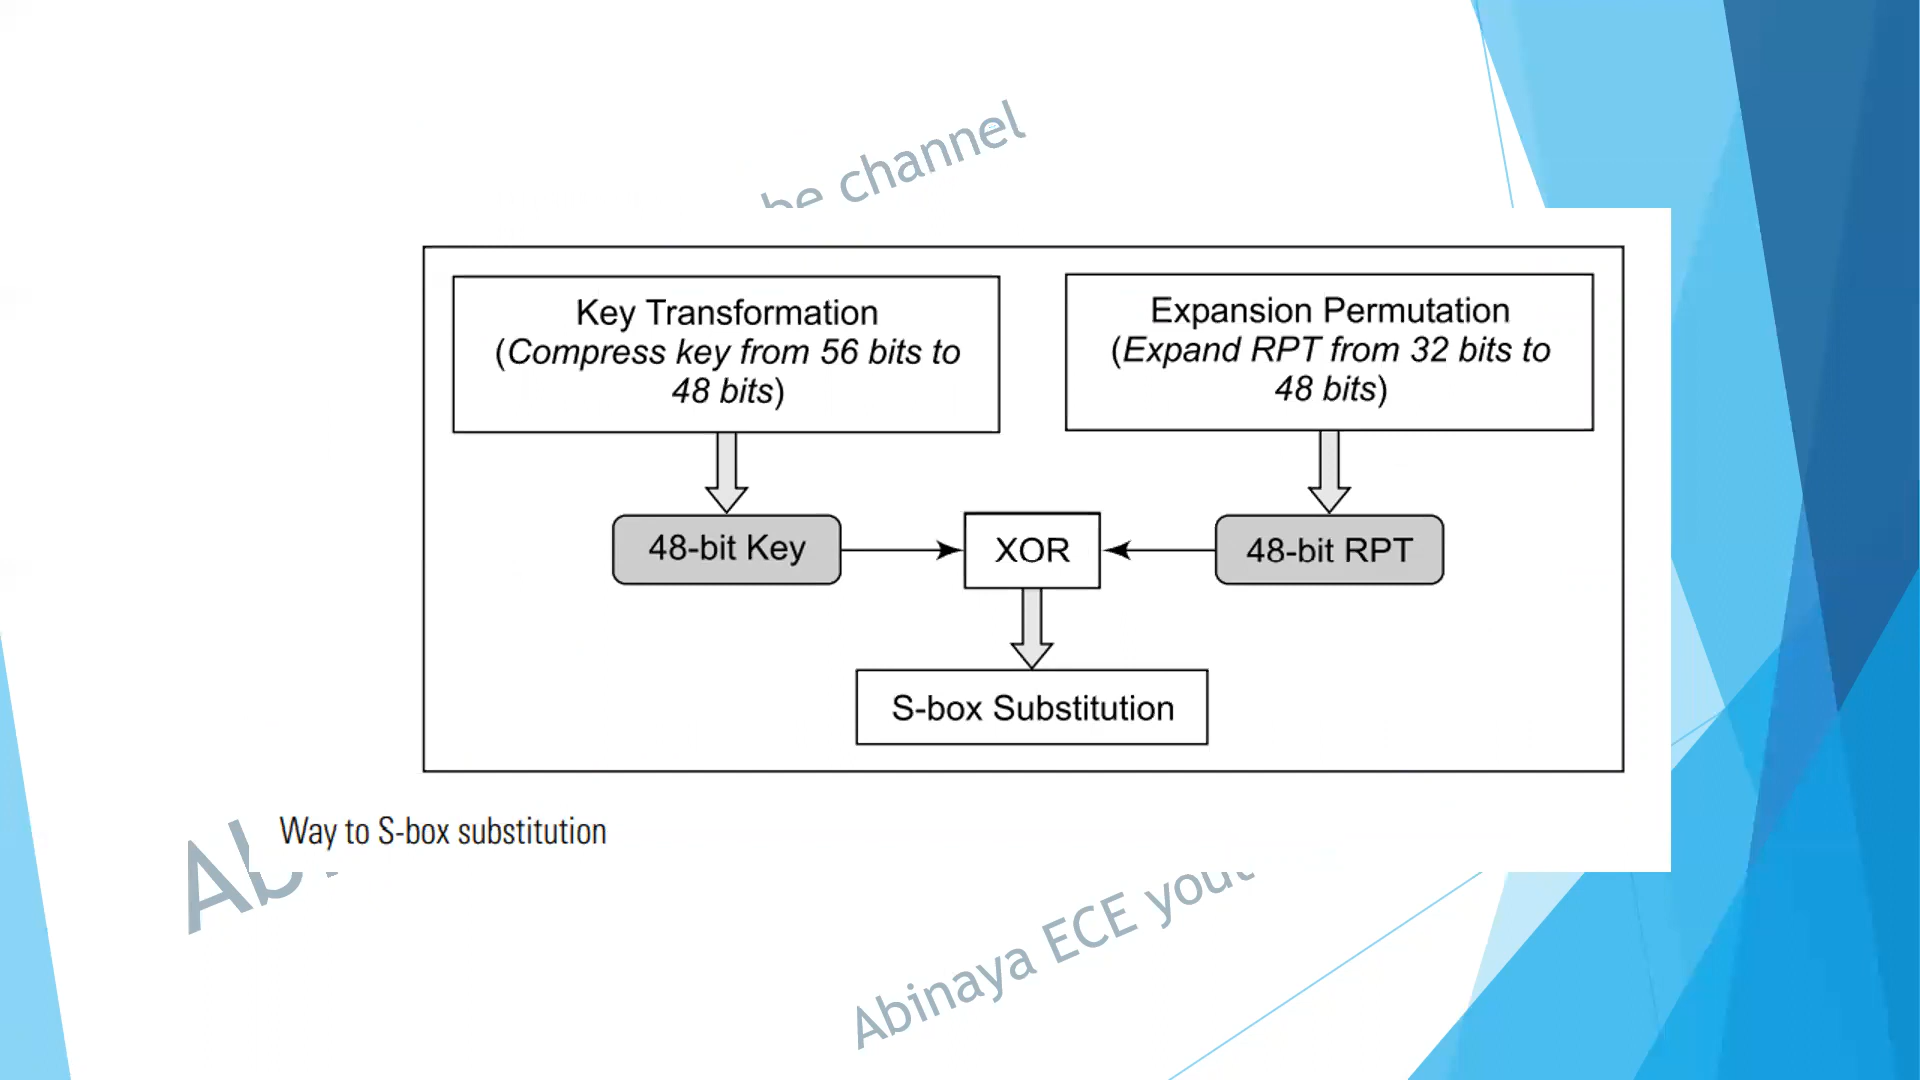 channel
Key Transformation
(Compress key from 56 bits to
48 bits)
Expansion Permutation
(Expand RPT from 32 bits to
48 bits)
48-bit Key
XOR
48-bit RPT
S-box Substitution
Way to S-box substitution
Abinaya ECE